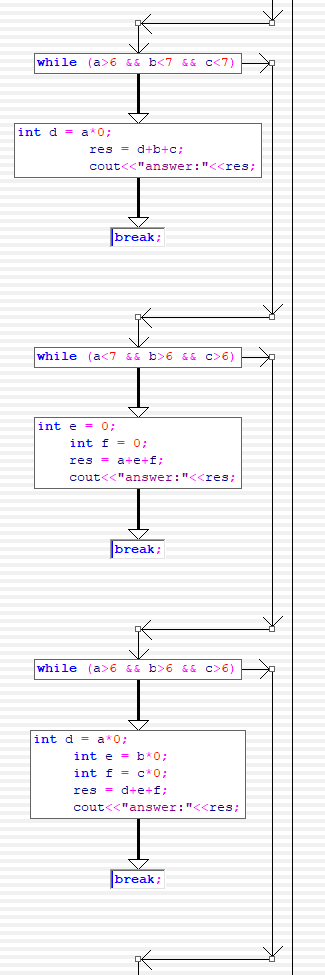 while (a>6 && b<7 && c<7)
int d = a*0;
res = d+b+c;
cout<<"answer:"<<res;
break;
while (a<7 && b>6 && c>6)
int e = 0;
int f = 0;
res = a+e+f;
cout<<"answer:"<<res;
break;
while (a>6 && b>6 && c>6)
int d = a*0;
int e = b*0;
int f = c*0;
res = d+e+f;
cout<<"answer:"<<res;
break;